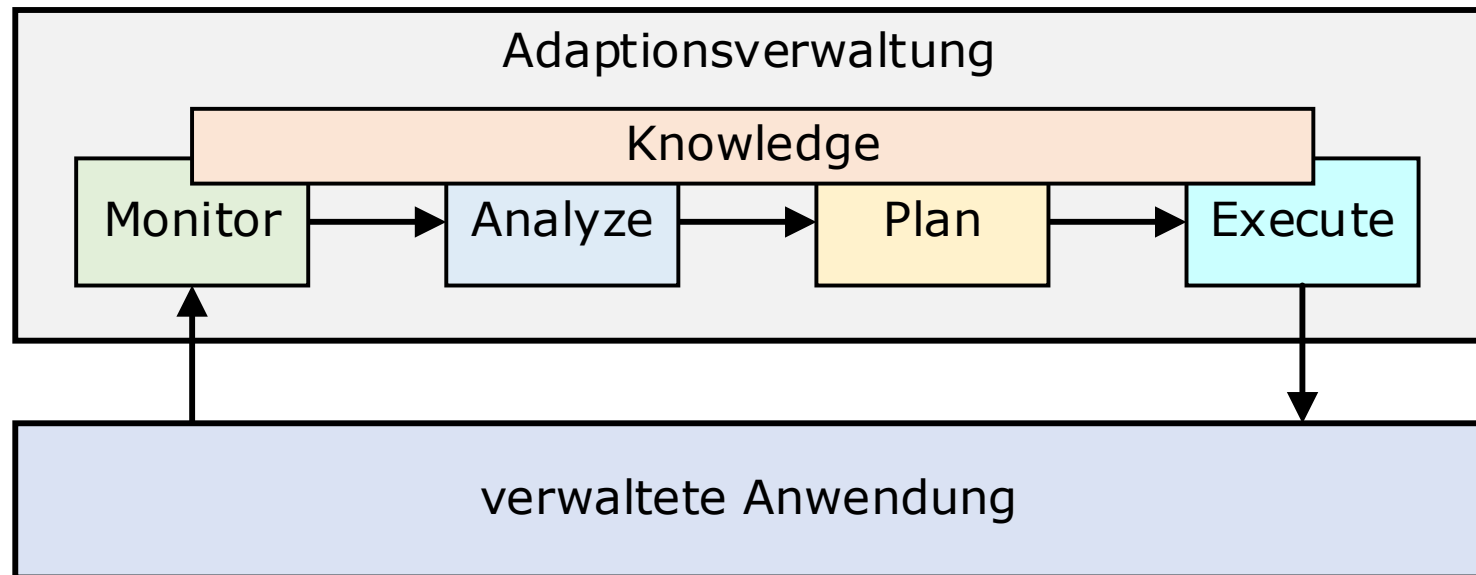 Adaptionsverwaltung
Knowledge
Monitor
Analyze
Plan
Execute
verwaltete Anwendung